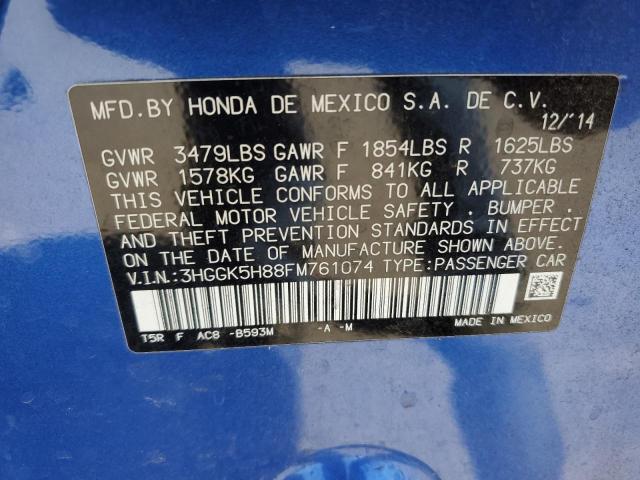 MFD.BY HONDA DE MEXICO S.A. DE C.V.
12/'14
GVWR 3479LBS GAWR F 1854LBS R 1625LBS
GVWR 1578KG GAWR F 841KG R 737KG
THIS VEHICLE CONFORMS TO ALL APPLICABLE
FEDERAL MOTOR VEHICLE SAFETY , BUMPER ,
AND THEFT PREVENTION STANDARDS IN EFFECT
ON THE DATE OF MANUFACTURE SHOWN ABOVE.
V.I.N.:3HGGK5H88FM761074 TYPE:PASSENGER CAR
T5R F AC8 -B593M -A -M MADE IN MEXICO